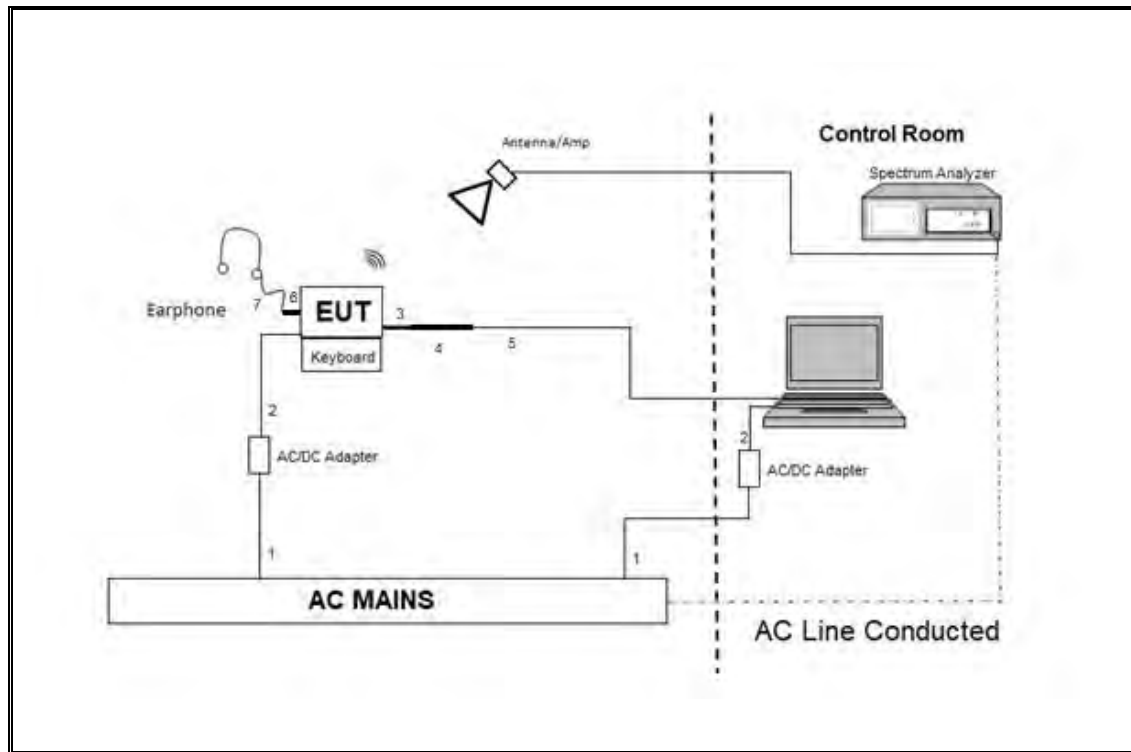 Control Room
Antenna/Amp
Spectrum Analyzer
Earphone
7
6
EUT
3
4
5
Keyboard
2
AC/DC Adapter
2
AC/DC Adapter
1
1
AC MAINS
AC Line Conducted